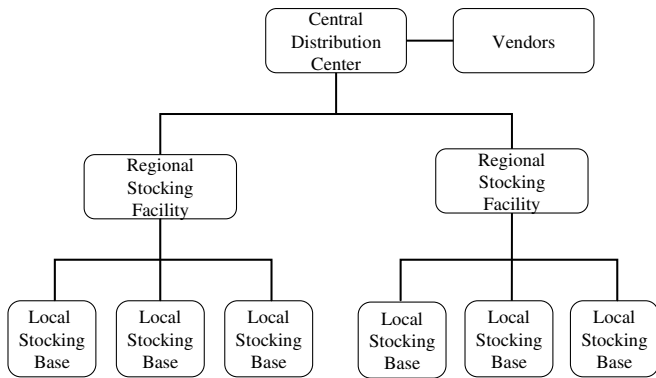 Central
Distribution
Center
Vendors
Regional
Stocking
Facility
Regional
Stocking
Facility
Local
Stocking
Base
Local
Stocking
Base
Local
Stocking
Base
Local
Stocking
Base
Local
Stocking
Base
Local
Stocking
Base